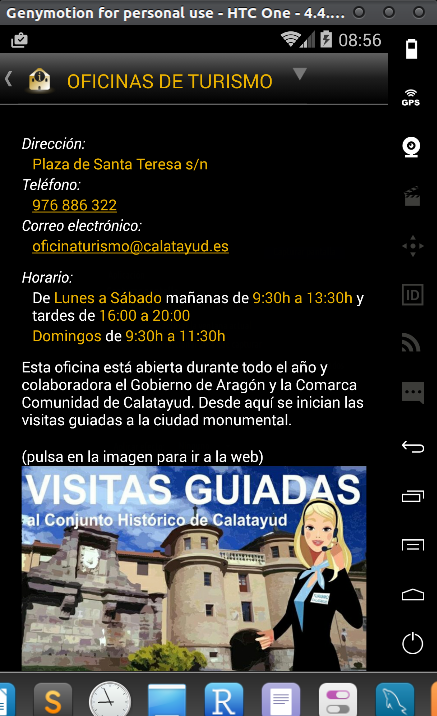 Genymotion for personal use - HTC One - 4.4....
08:56
OFICINAS DE TURISMO
GPS
Dirección:
Plaza de Santa Teresa s/n
Teléfono:
976 886 322
Correo electrónico:
oficinaturismo@calatayud.es
Horario:
De Lunes a Sábado mañanas de 9:30h a 13:30h y
tardes de 16:00 a 20:00
Domingos de 9:30h a 11:30h
ID
Esta oficina está abierta durante todo el año y
colaboradora el Gobierno de Aragón y la Comarca
Comunidad de Calatayud. Desde aquí se inician las
visitas guiadas a la ciudad monumental.
(pulsa en la imagen para ir a la web)
VISITAS GUIADAS
al Conjunto Histórico de Calatayud
S
R